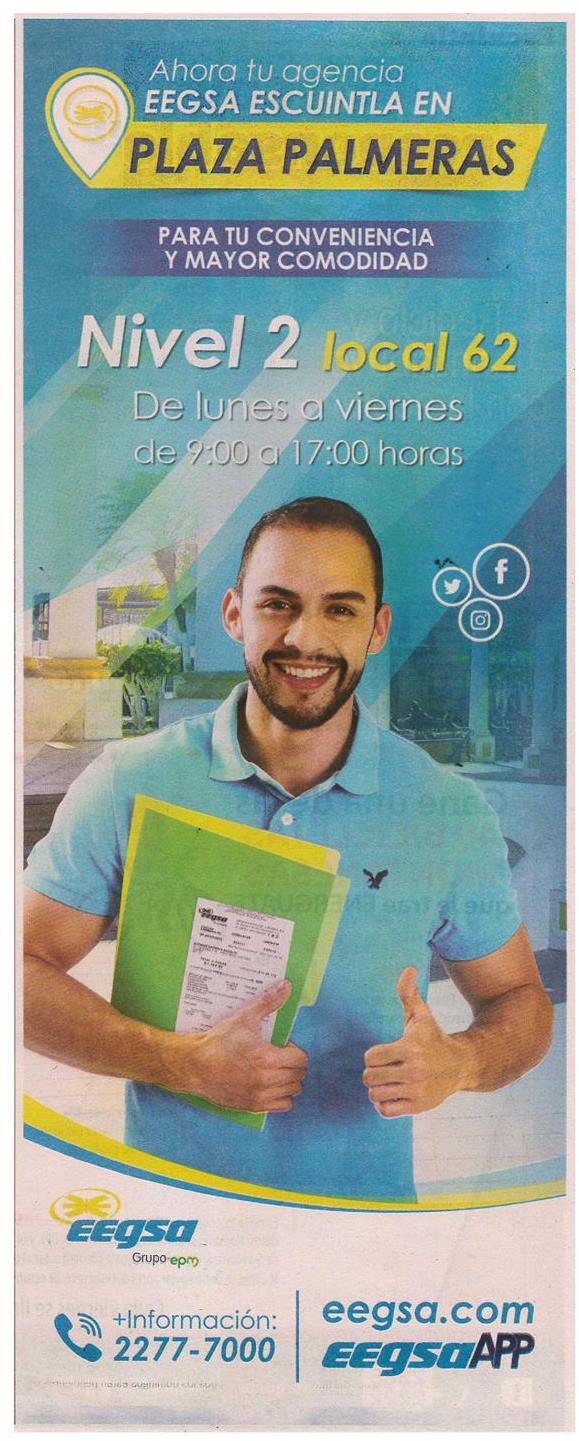 Ahora tu agencia
EEGSA ESCUINTLA EN
PLAZA PALMERAS
PARA TU CONVENIENCIA
Y MAYOR COMODIDAD
Nivel 2 local 62
De lunes a viernes
de 9:00 a 17:00 horas
eegsa
eegsa
Grupo epm
+Información:
2277-7000
eegsa.com
eegsaAPP